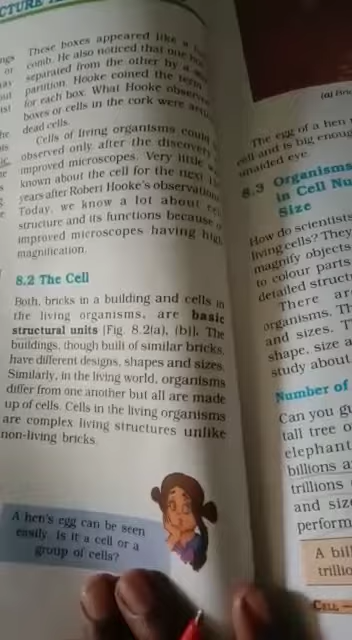 CTURE
These boxes appeared like a
comb. He also noticed that one
separated from the other by a
partition. Hooke coined the term
for each box. What Hooke observed
boxes or cells in the cork were
dead cells.
Cells of living organisms could
observed only after the discovery
improved microscopes. Very little
known about the cell for the next
years after Robert Hooke's observation
Today, we know a lot about
structure and its functions because
improved microscopes having high
magnification.
8.2 The Cell
Both, bricks in a building and cells in
the living organisms, are basic
structural units [Fig. 8.2(a), (b)]. The
buildings, though built of similar bricks,
have different designs, shapes and sizes.
Similarly, in the living world, organisms
differ from one another but all are made
up of cells. Cells in the living organisms
are complex living structures unlike
non-living bricks.
A hen's egg can be seen
easily. Is it a cell or a
group of cells?
(a)
The egg of a hen
cell and is big enough
unaided eye.
8.3 Organisms
in Cell Nu
Size
How do scientists
living cells? They
magnify objects
to colour parts
detailed struct
There ar
organisms. Th
and sizes. T
shape, size a
study about
Number of
Can you gu
tall tree o
elephant
billions a
trillions
and size
perform
A bill
trillio
CELL